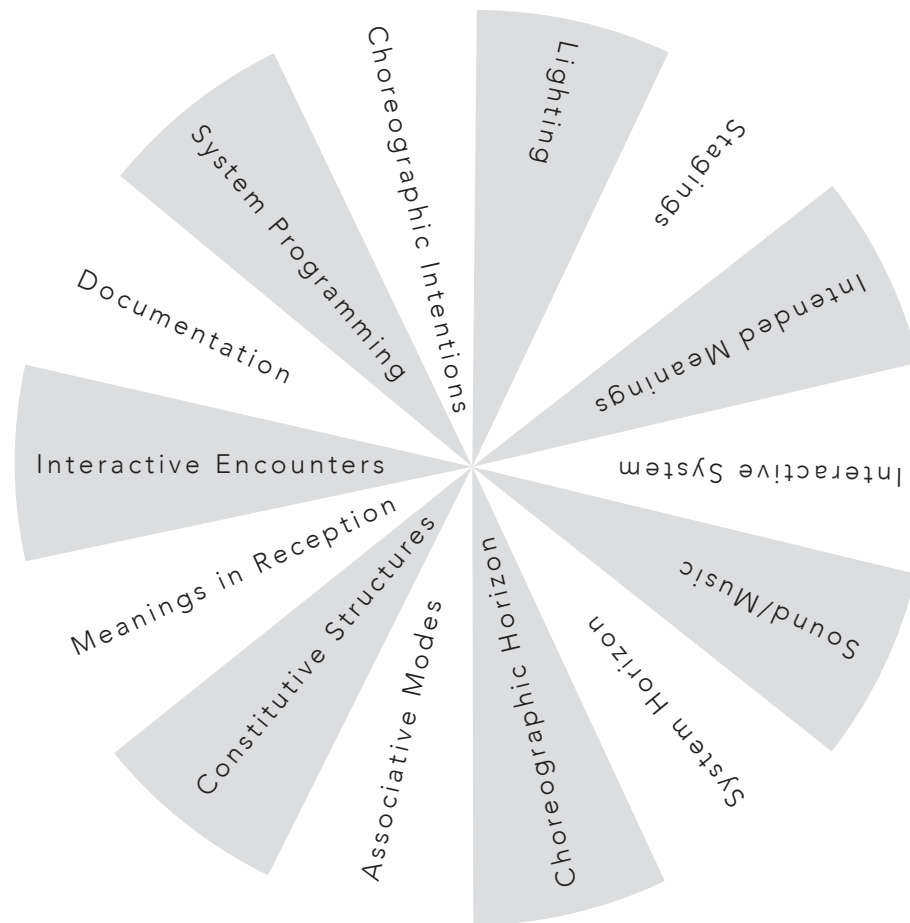 Lighting
Stagings
Intended Meanings
Interactive System
Sound/Music
System Horizon
Choreographic Horizon
Associative Modes
Constitutive Structures
Meanings in Reception
Interactive Encounters
Documentation
System Programming
Choreographic Intentions